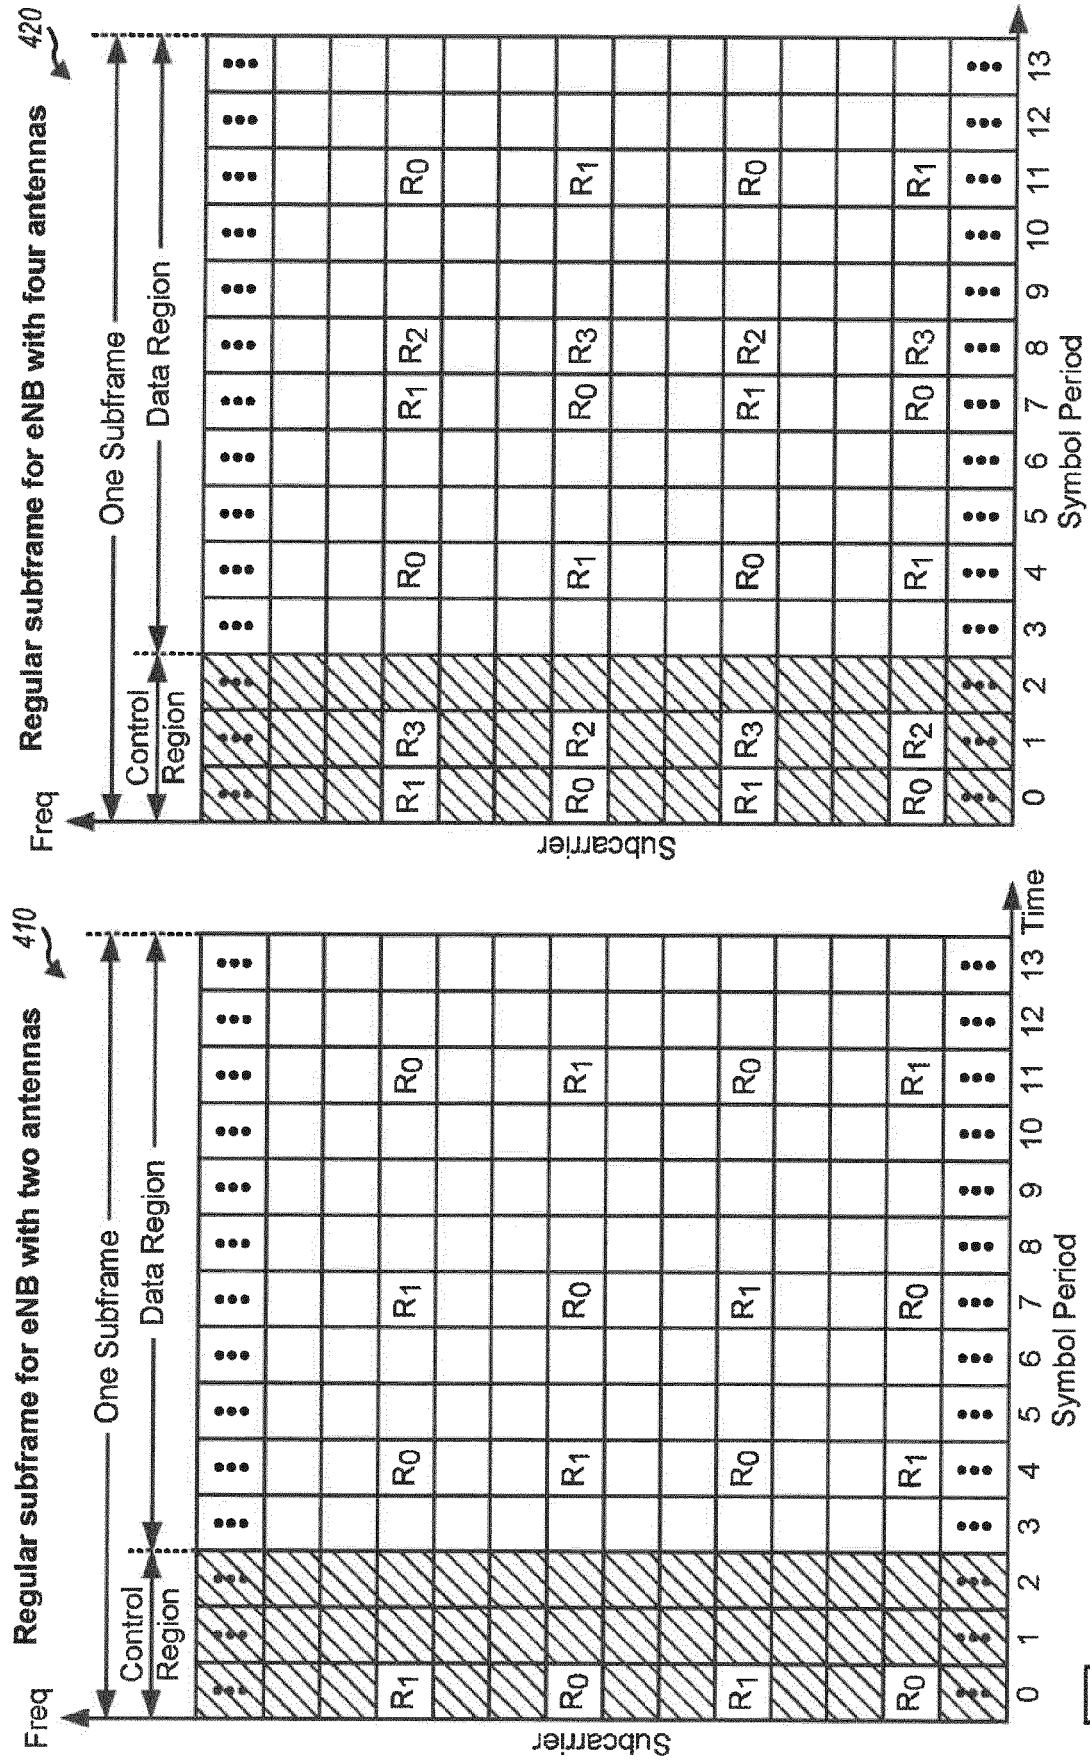 Regular subframe for eNB with two antennas
410
Freq
One Subframe
Control
Region
Data Region
Subcarrier
R1 R0 R1 R0
R0 R1 R0 R1
R1 R0 R1 R0
R0 R1 R0 R1
0 1 2 3 4 5 6 7 8 9 10 11 12 13
Time
Symbol Period
Regular subframe for eNB with four antennas
420
Freq
One Subframe
Control
Region
Data Region
Subcarrier
R1 R3 R0 R1 R2 R0
R0 R2 R1 R0 R3 R1
R1 R3 R0 R1 R2 R0
R0 R2 R1 R0 R3 R1
0 1 2 3 4 5 6 7 8 9 10 11 12 13
Symbol Period